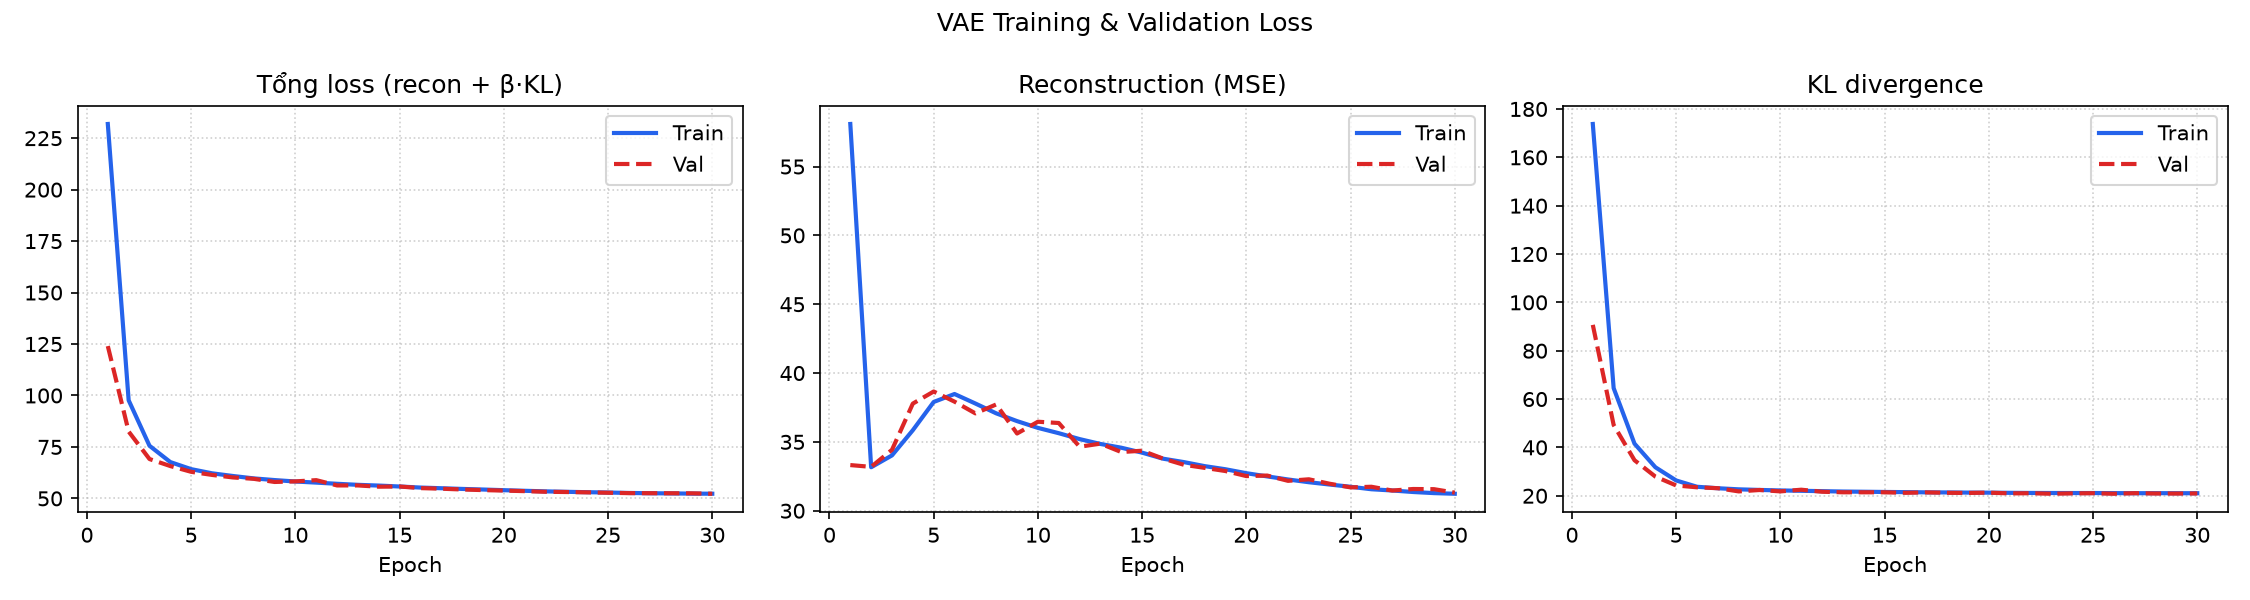 VAE Training & Validation Loss
Tổng loss (recon + β·KL)
Train
Val
225
200
175
150
125
100
75
50
0 5 10 15 20 25 30
Epoch
Reconstruction (MSE)
Train
Val
55
50
45
40
35
30
0 5 10 15 20 25 30
Epoch
KL divergence
Train
Val
180
160
140
120
100
80
60
40
20
0 5 10 15 20 25 30
Epoch